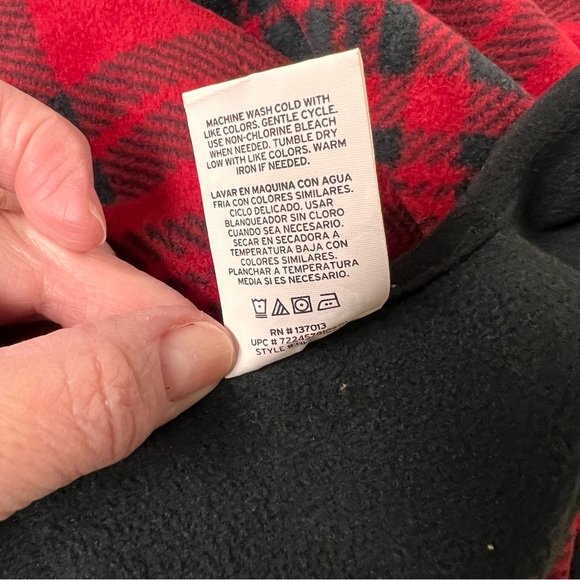 MACHINE WASH COLD WITH
LIKE COLORS. GENTLE CYCLE.
USE NON-CHLORINE BLEACH
WHEN NEEDED. TUMBLE DRY
LOW WITH LIKE COLORS. WARM
IRON IF NEEDED.
LAVAR EN MAQUINA CON AGUA
FRIA CON COLORES SIMILARES.
CICLO DELICADO. USAR
BLANQUEADOR SIN CLORO
CUANDO SEA NECESARIO.
SECAR EN SECADORA A
TEMPERATURA BAJA CON
COLORES SIMILARES.
PLANCHAR A TEMPERATURA
MEDIA SI ES NECESARIO.
RN # 137013
UPC #
STYLE #